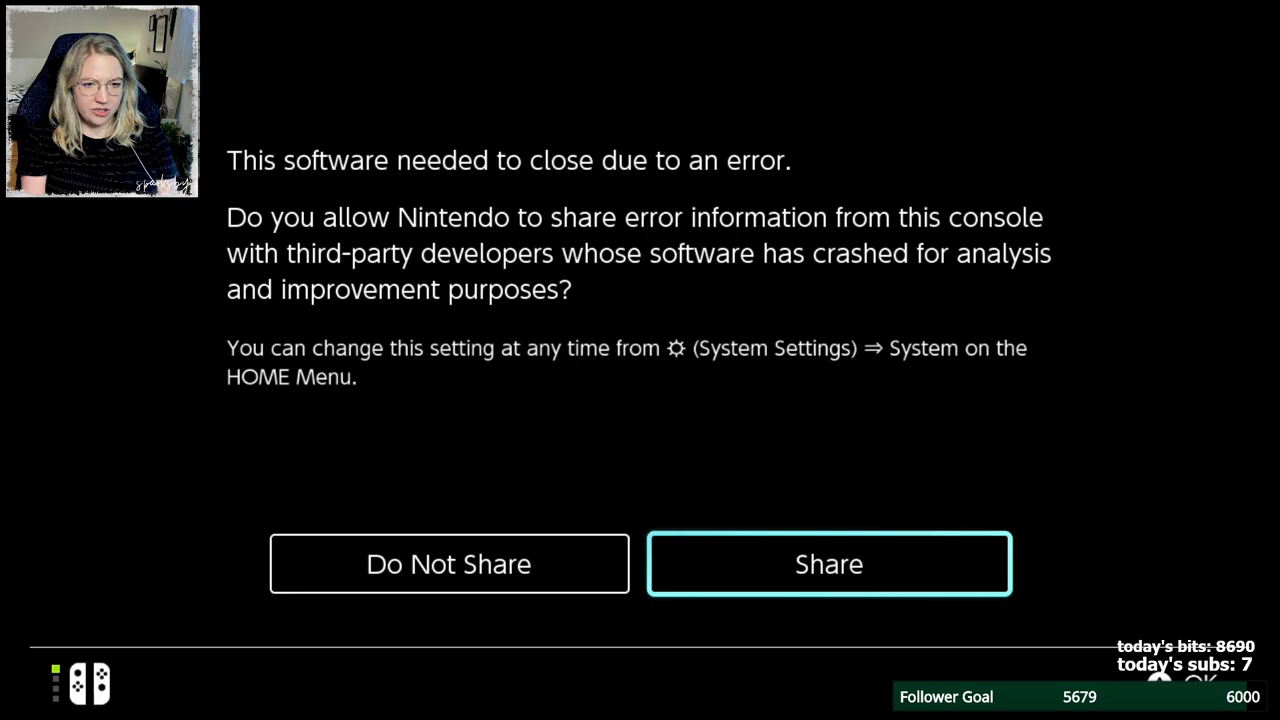 sparksby
This software needed to close due to an error.
Do you allow Nintendo to share error information from this console
with third-party developers whose software has crashed for analysis
and improvement purposes?
You can change this setting at any time from (System Settings) ⇒ System on the
HOME Menu.
Do Not Share
Share
today's bits: 8690
today's subs: 7
OK
Follower Goal 5679 6000